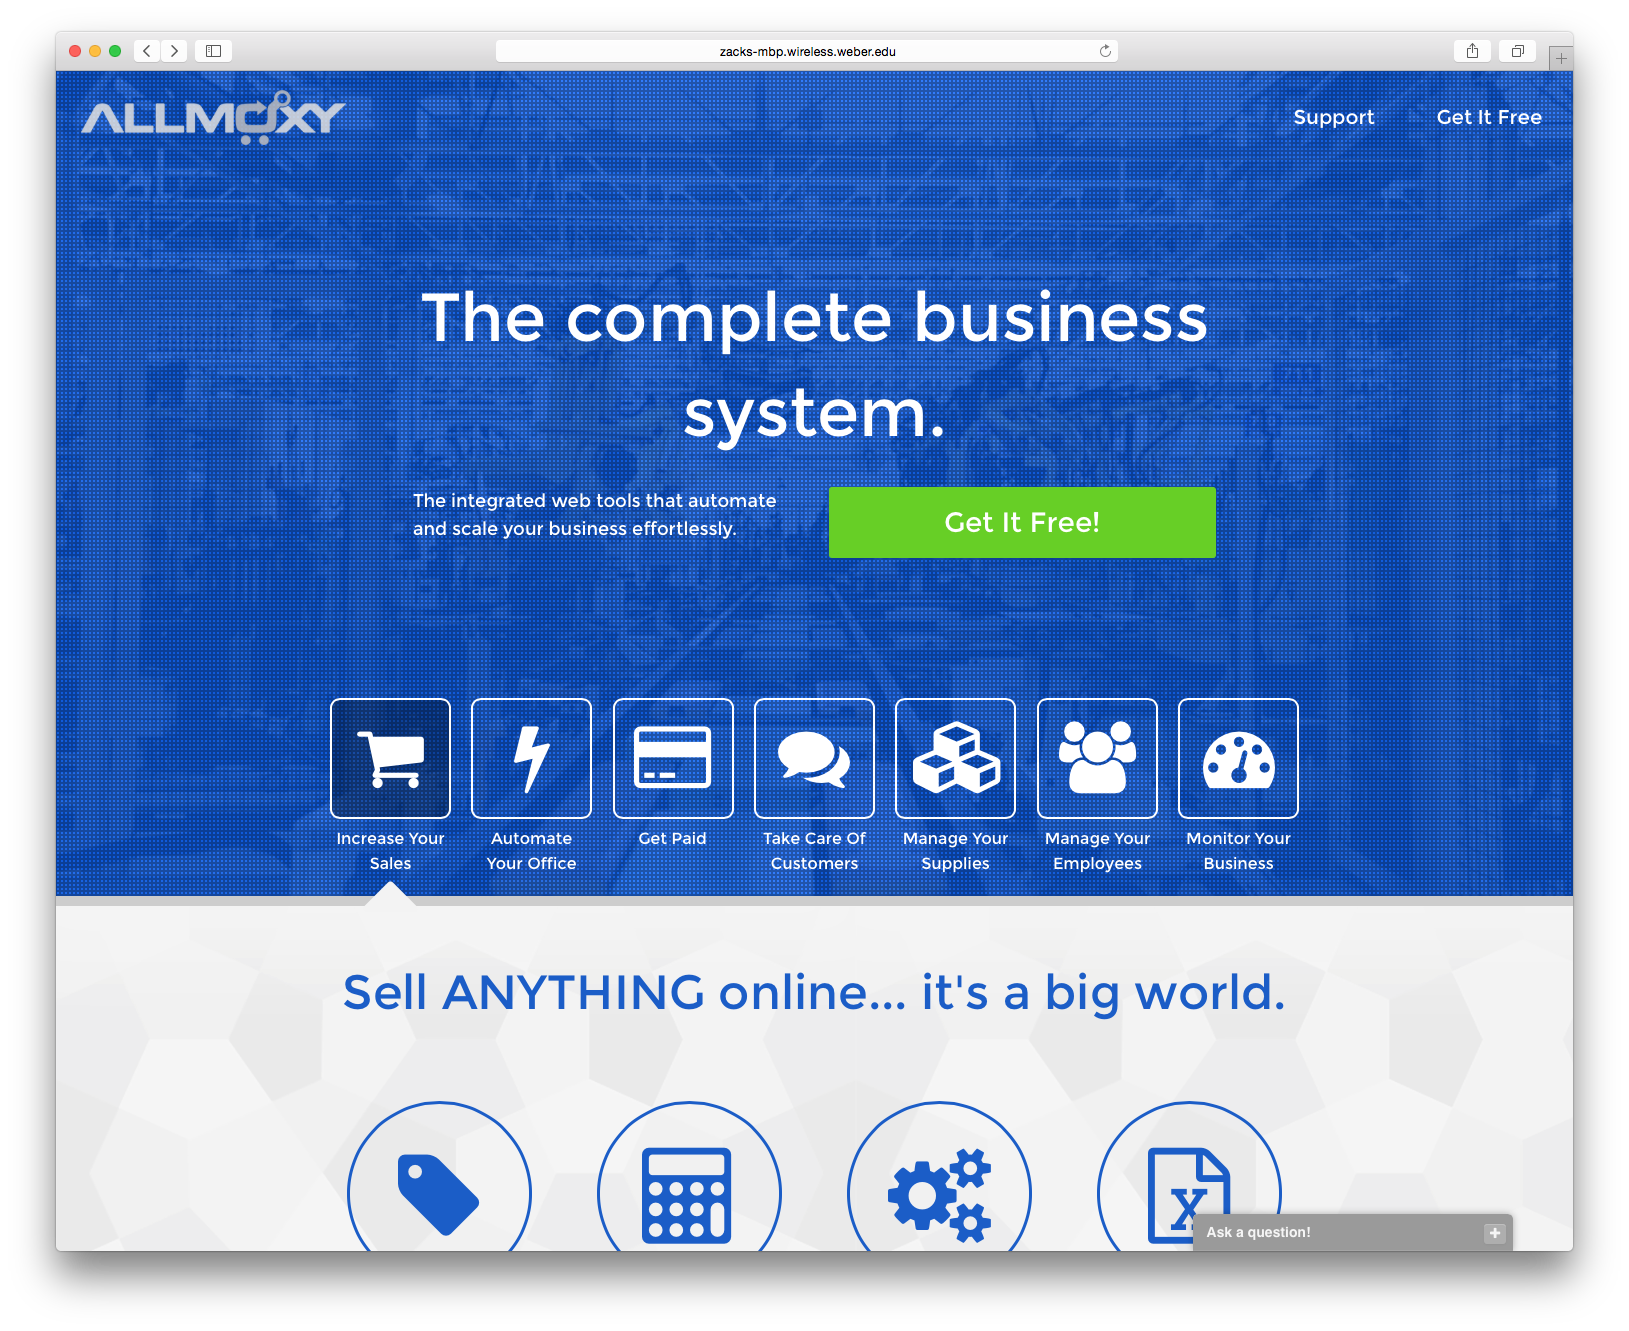 zacks-mbp.wireless.weber.edu
ALLMOXY
Support
Get It Free
The complete business
system.
The integrated web tools that automate
and scale your business effortlessly.
Get It Free!
Increase Your
Sales
Automate
Your Office
Get Paid
Take Care Of
Customers
Manage Your
Supplies
Manage Your
Employees
Monitor Your
Business
Sell ANYTHING online... it's a big world.
X
Ask a question!